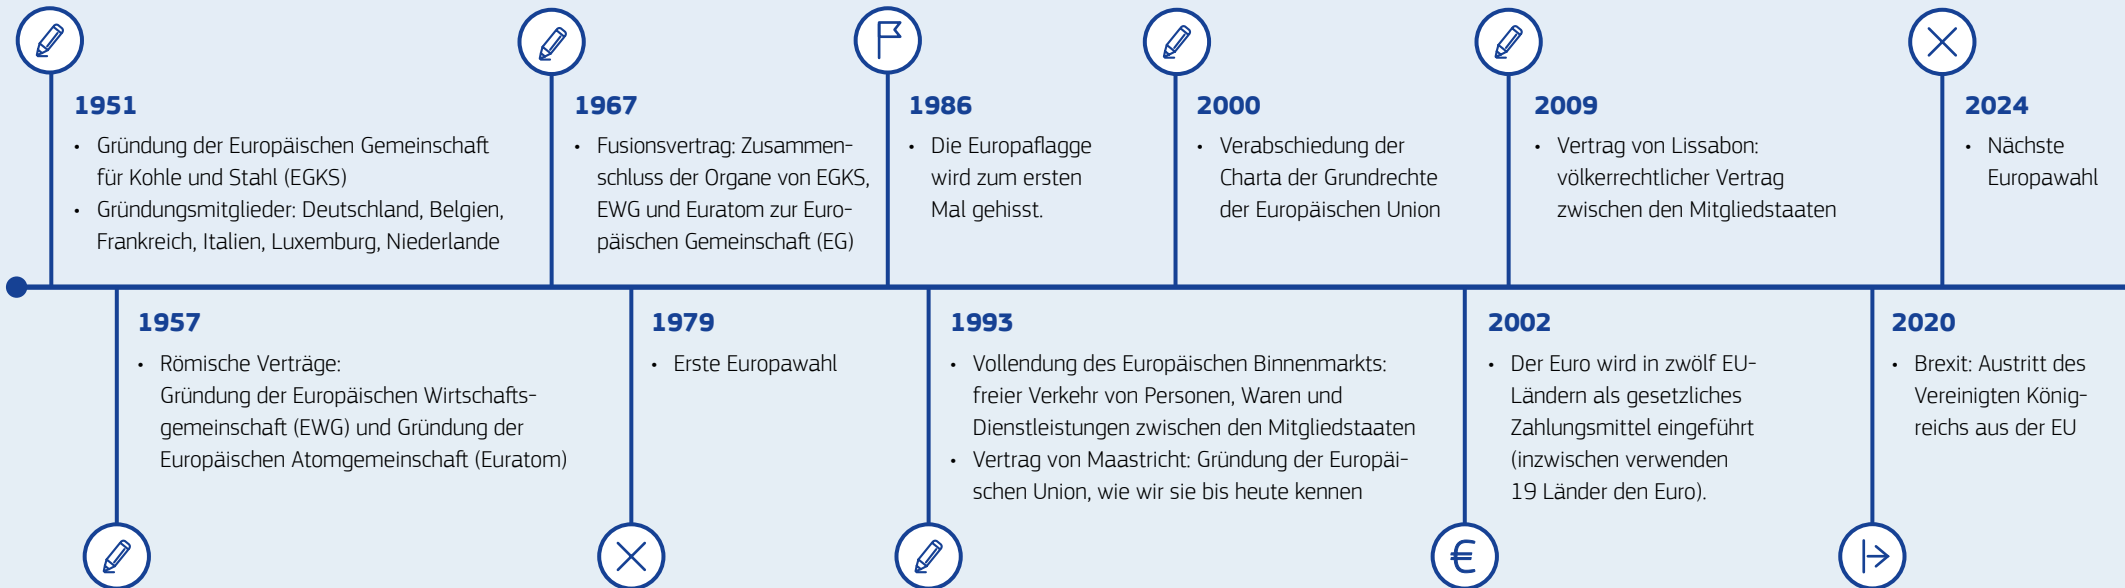 1951
• Gründung der Europäischen Gemeinschaft
für Kohle und Stahl (EGKS)
• Gründungsmitglieder: Deutschland, Belgien,
Frankreich, Italien, Luxemburg, Niederlande
1957
• Römische Verträge:
Gründung der Europäischen Wirtschafts-
gemeinschaft (EWG) und Gründung der
Europäischen Atomgemeinschaft (Euratom)
1967
• Fusionsvertrag: Zusammen-
schluss der Organe von EGKS,
EWG und Euratom zur Euro-
päischen Gemeinschaft (EG)
1979
• Erste Europawahl
1986
• Die Europaflagge
wird zum ersten
Mal gehisst.
1993
• Vollendung des Europäischen Binnenmarkts:
freier Verkehr von Personen, Waren und
Dienstleistungen zwischen den Mitgliedstaaten
• Vertrag von Maastricht: Gründung der Europäi-
schen Union, wie wir sie bis heute kennen
2000
• Verabschiedung der
Charta der Grundrechte
der Europäischen Union
2002
• Der Euro wird in zwölf EU-
Ländern als gesetzliches
Zahlungsmittel eingeführt
(inzwischen verwenden
19 Länder den Euro).
€
2009
• Vertrag von Lissabon:
völkerrechtlicher Vertrag
zwischen den Mitgliedstaaten
2020
• Brexit: Austritt des
Vereinigten König-
reichs aus der EU
2024
• Nächste
Europawahl